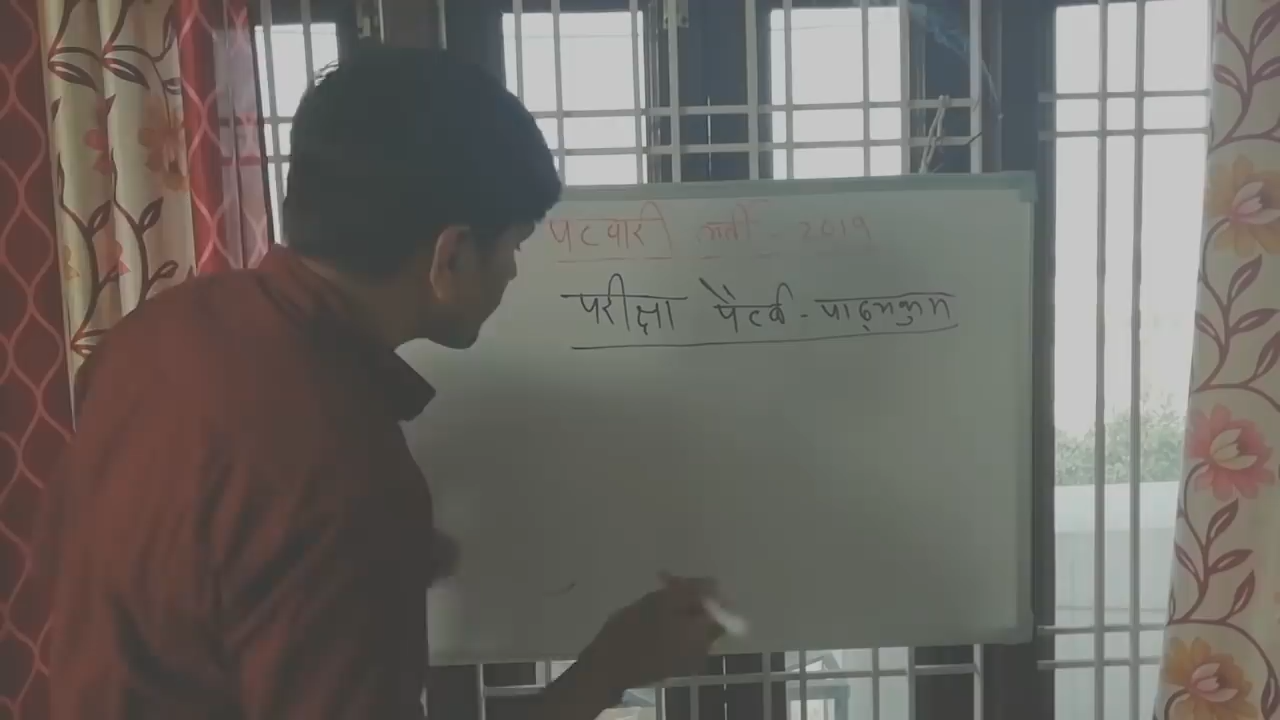 पटवारी भर्ती - 2019
परीक्षा पैटर्न - पाठ्यक्रम